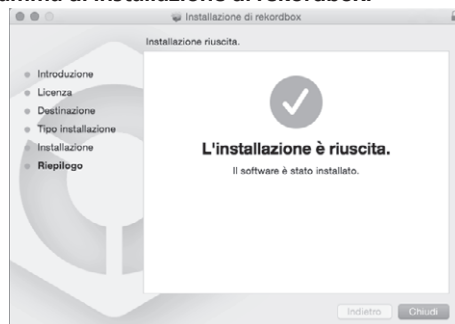 Installazione di rekordbox
Installazione riuscita.
Introduzione
Licenza
Destinazione
Tipo installazione
Installazione
Riepilogo
L'installazione è riuscita.
Il software è stato installato.
Indietro
Chiudi